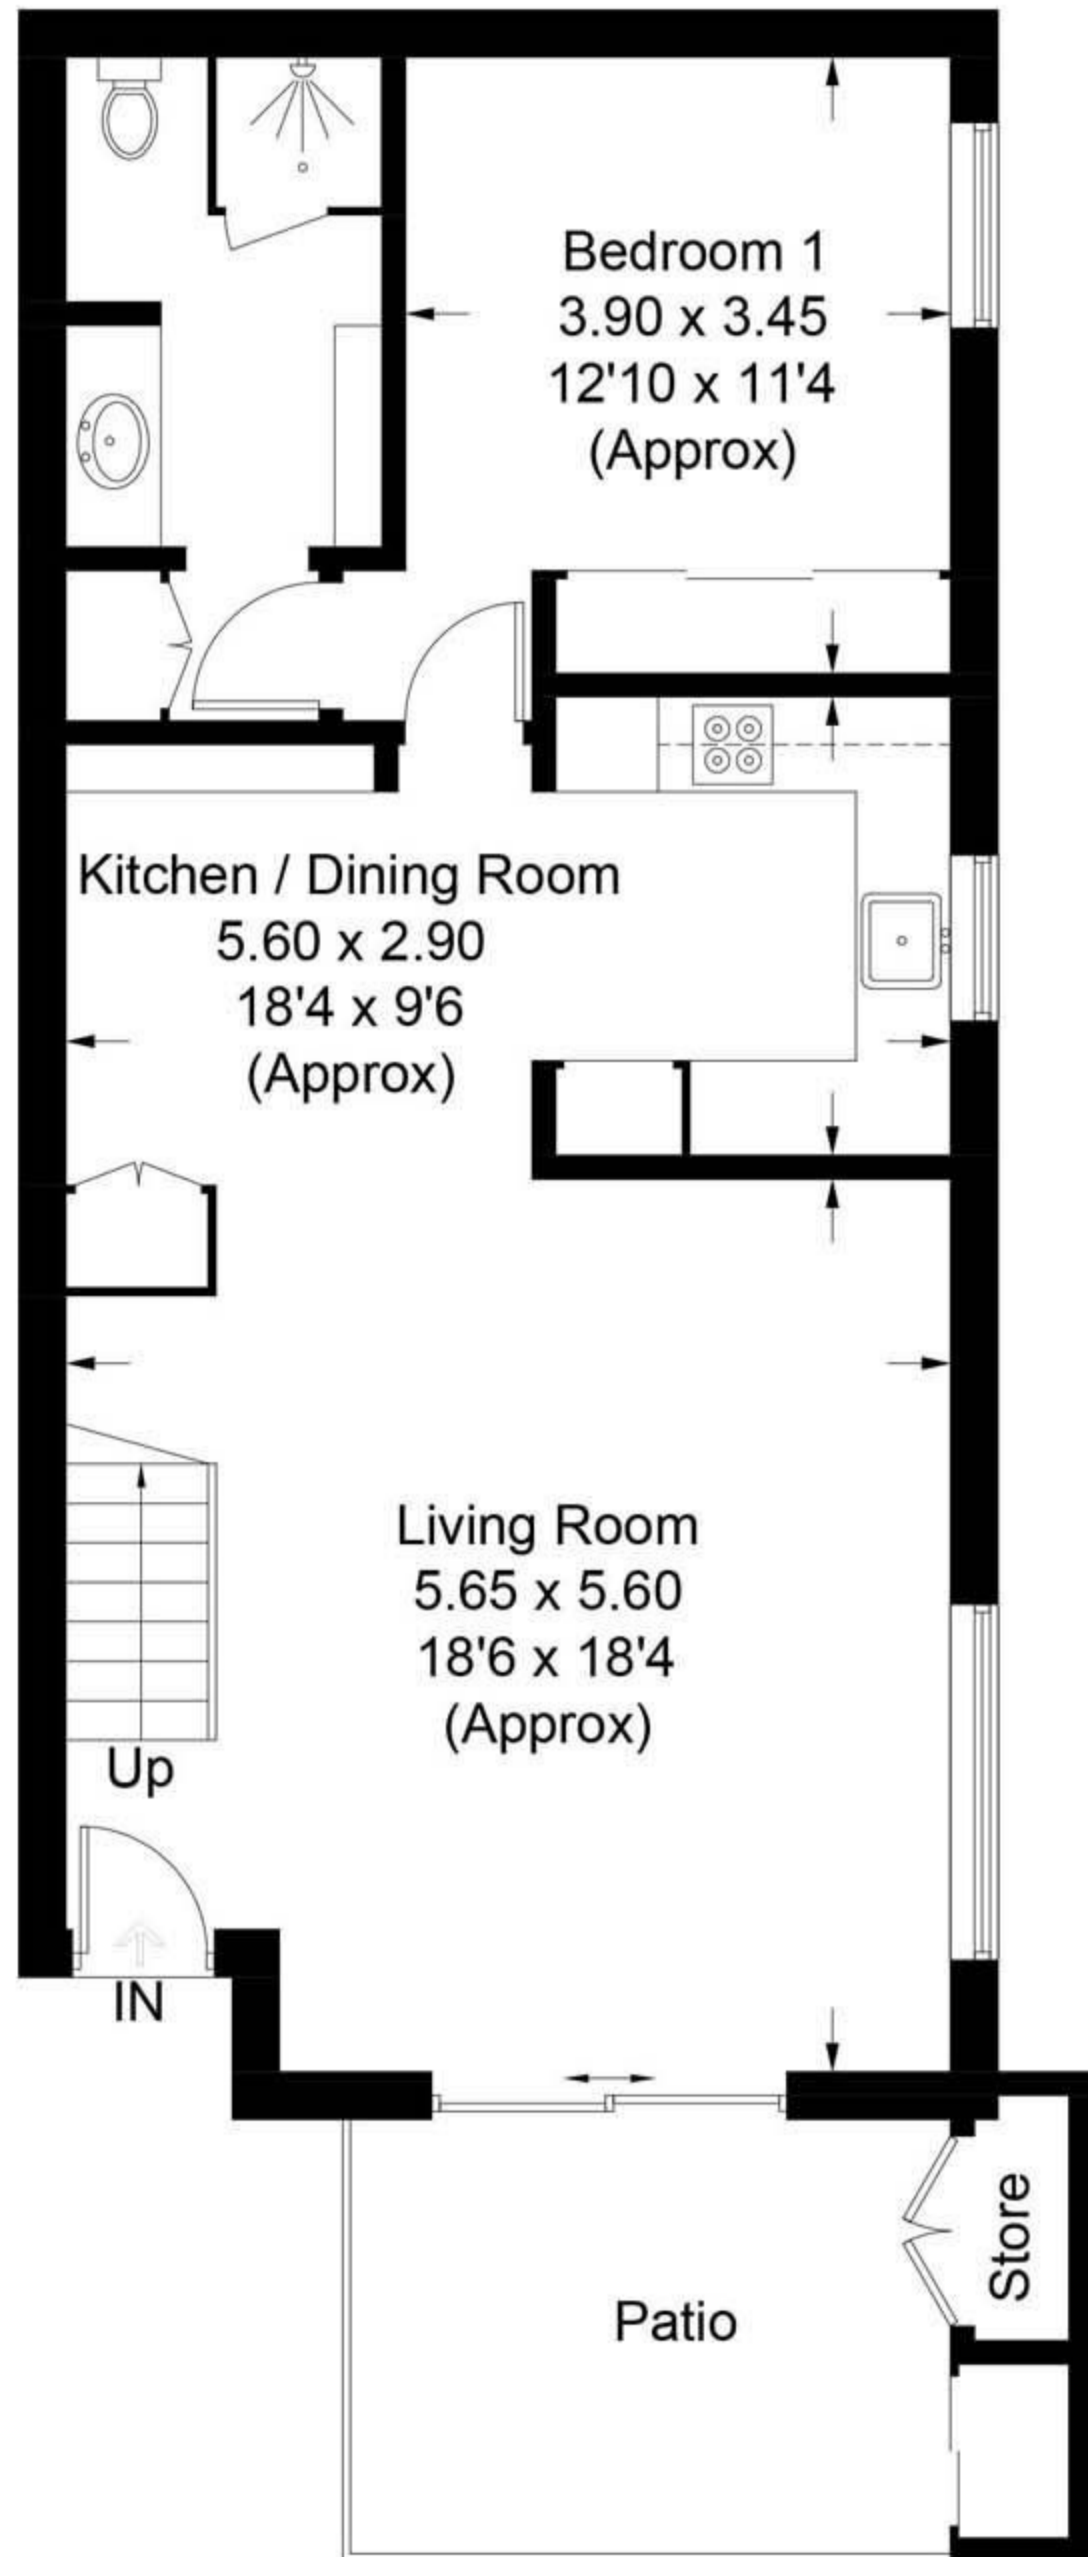 Bedroom 1
3.90 x 3.45
12'10 x 11'4
(Approx)
Kitchen / Dining Room
5.60 x 2.90
18'4 x 9'6
(Approx)
Living Room
5.65 x 5.60
18'6 x 18'4
(Approx)
Up
IN
Store
Patio